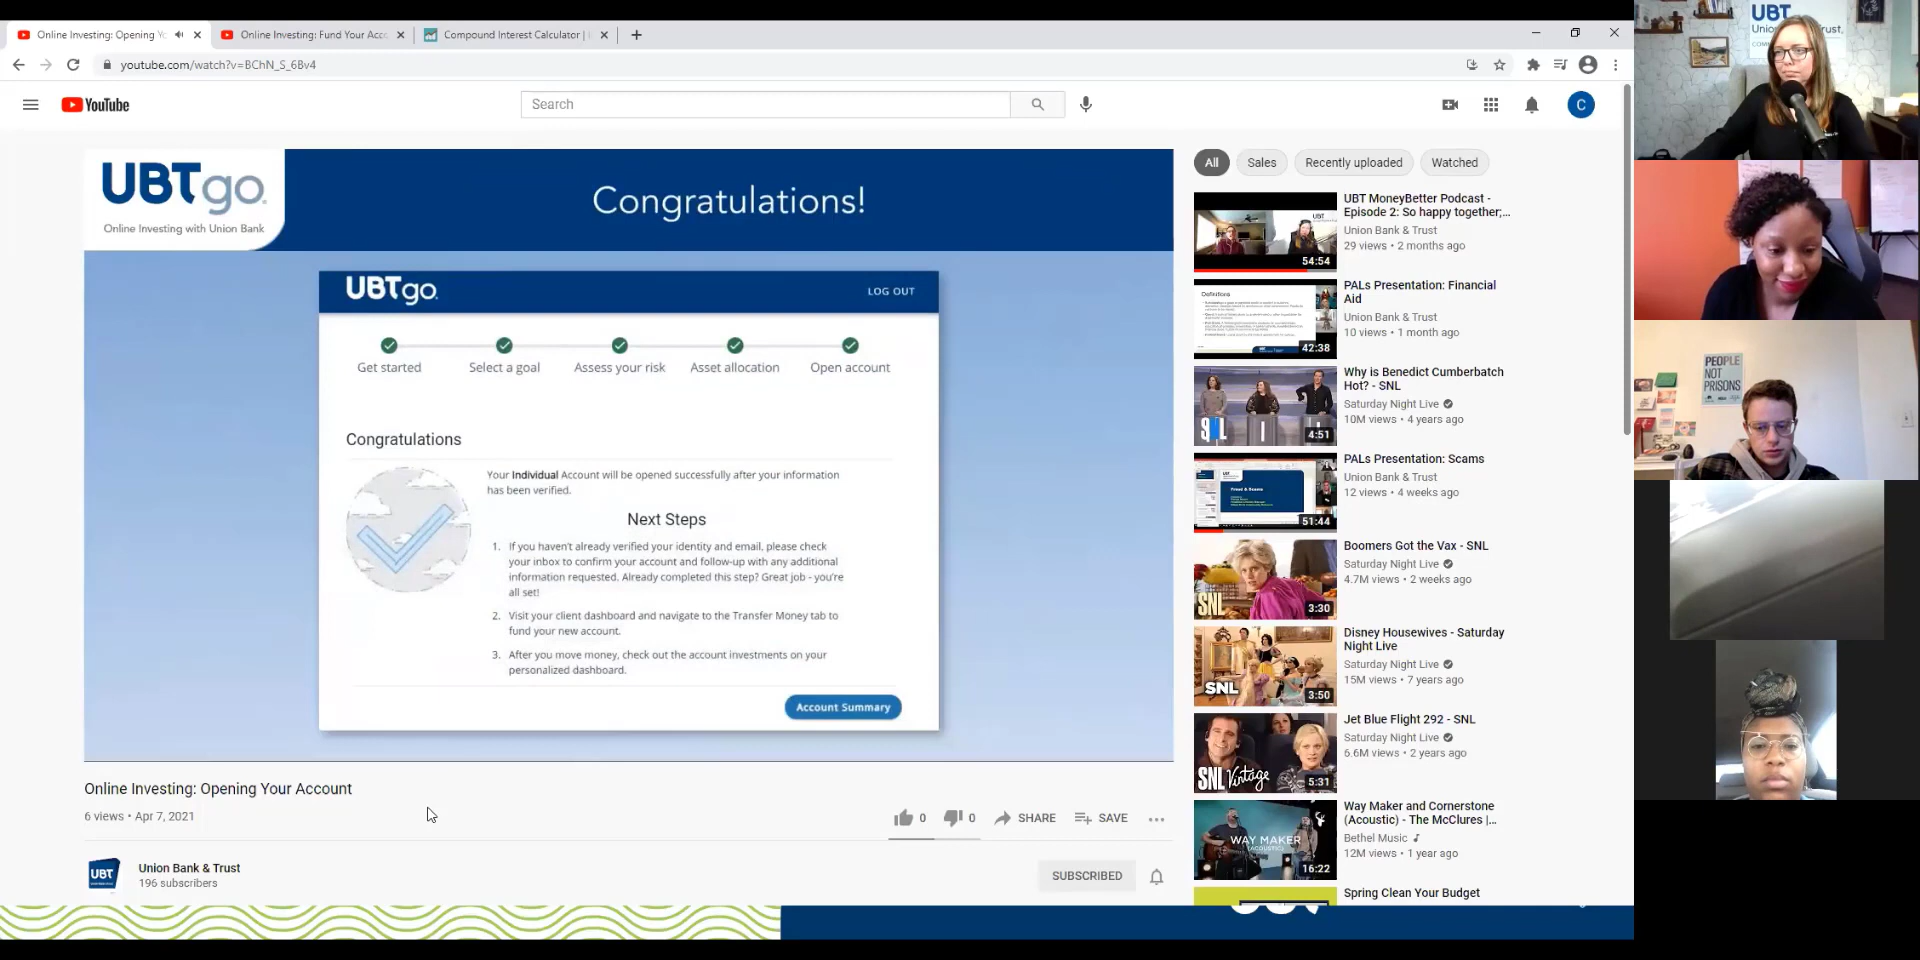 Online Investing: Opening Yo
Online Investing: Fund Your Acco
Compound Interest Calculator |
youtube.com/watch?v=BChN_S_6Bv4
YouTube
Search
C
UBTgo.
Online Investing with Union Bank
Congratulations!
UBTgo.
LOG OUT
Get started
Select a goal
Assess your risk
Asset allocation
Open account
Congratulations
Your Individual Account will be opened successfully after your information
has been verified.
Next Steps
1. If you haven't already verified your identity and email, please check
your inbox to confirm your account and follow-up with any additional
information requested. Already completed this step? Great job - you're
all set!
2. Visit your client dashboard and navigate to the Transfer Money tab to
fund your new account.
3. After you move money, check out the account investments on your
personalized dashboard.
Account Summary
Online Investing: Opening Your Account
6 views • Apr 7, 2021
0
0
SHARE
SAVE
UBT
Union Bank & Trust
196 subscribers
SUBSCRIBED
All
Sales
Recently uploaded
Watched
54:54
UBT MoneyBetter Podcast -
Episode 2: So happy together;...
Union Bank & Trust
29 views • 2 months ago
Definitions
42:38
PALs Presentation: Financial
Aid
Union Bank & Trust
10 views • 1 month ago
4:51
Why is Benedict Cumberbatch
Hot? - SNL
Saturday Night Live
10M views • 4 years ago
51:44
PALs Presentation: Scams
Union Bank & Trust
12 views • 4 weeks ago
SNL
3:30
Boomers Got the Vax - SNL
Saturday Night Live
4.7M views • 2 weeks ago
SNL
3:50
Disney Housewives - Saturday
Night Live
Saturday Night Live
15M views • 7 years ago
SNL Vintage
5:31
Jet Blue Flight 292 - SNL
Saturday Night Live
6.6M views • 2 years ago
WAY MAKER
(ACOUSTIC)
16:22
Way Maker and Cornerstone
(Acoustic) - The McClures |...
Bethel Music
12M views • 1 year ago
Spring Clean Your Budget
UBT
PEOPLE
NOT
PRISONS